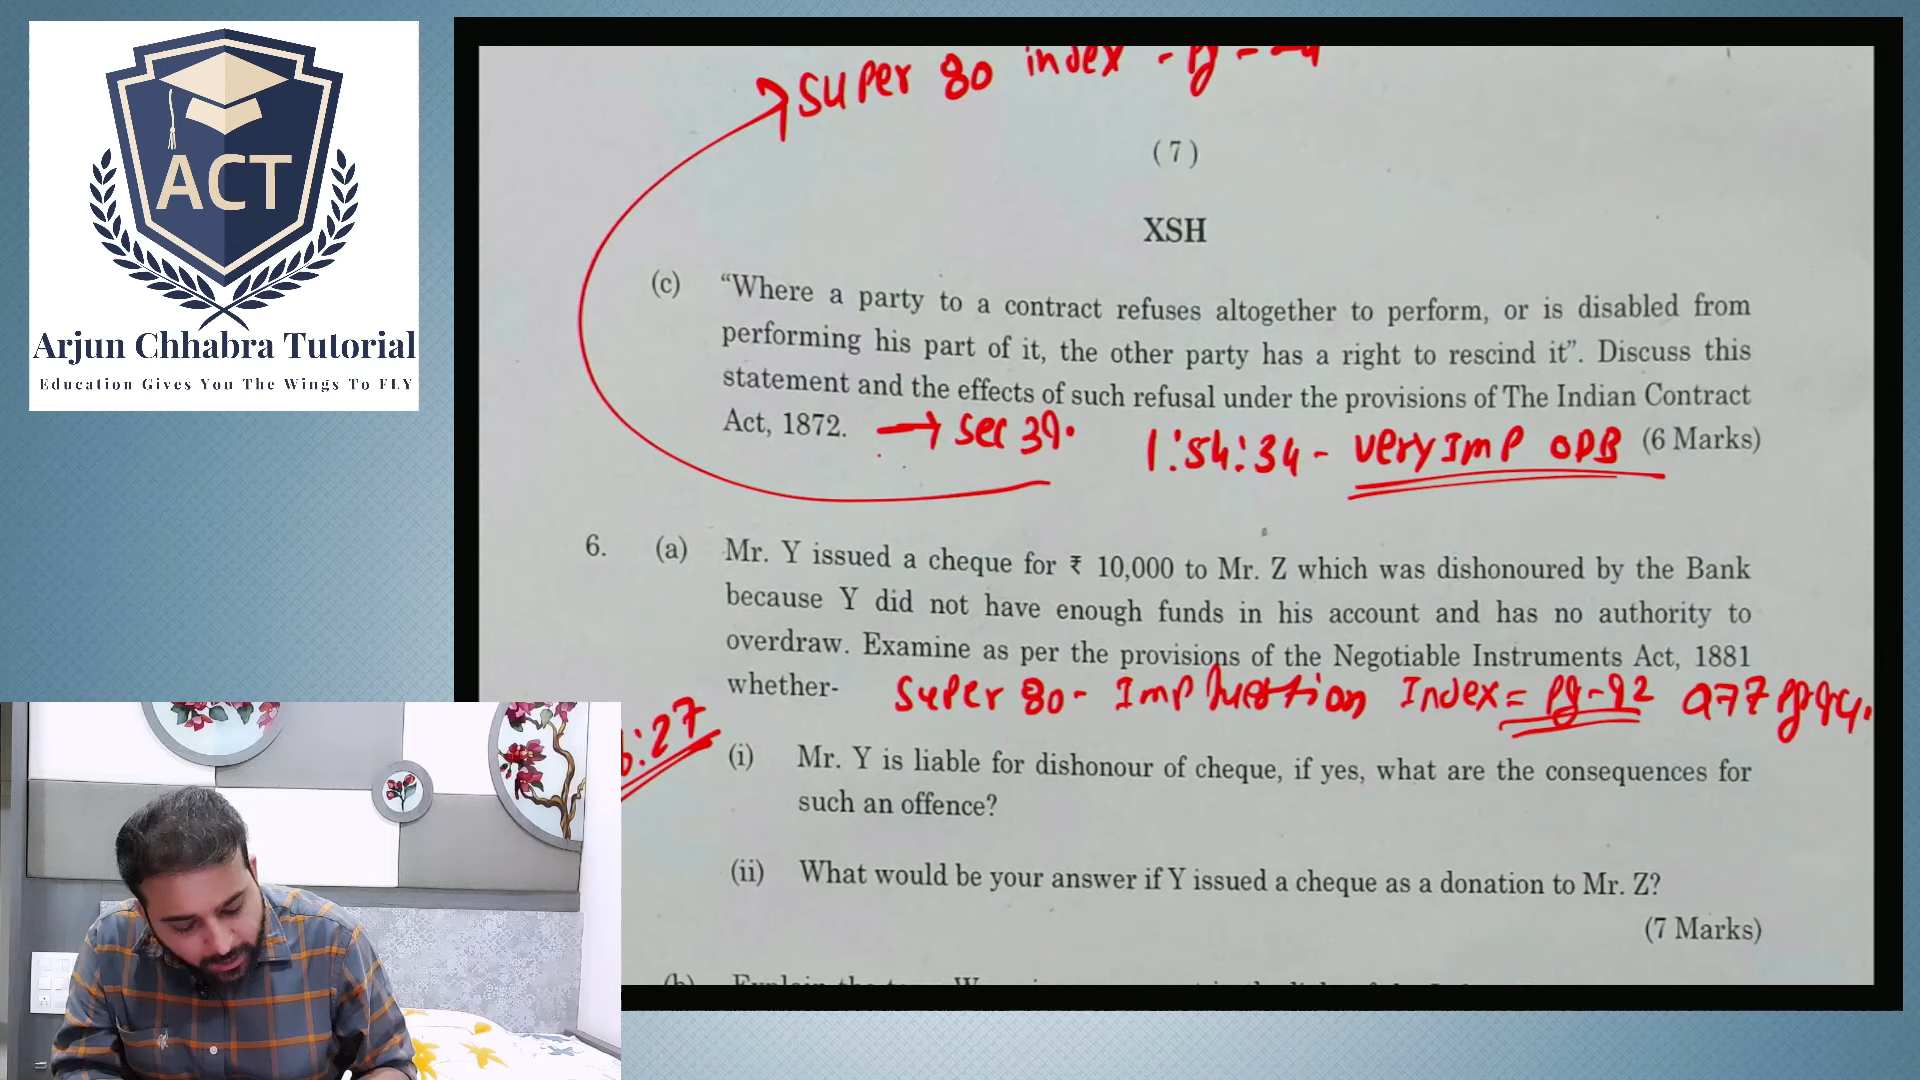 ACT
Arjun Chhabra Tutorial
Education Gives You The Wings To FLY
Super 80 index - Pg -
(7)
XSH
(c) “Where a party to a contract refuses altogether to perform, or is disabled from
performing his part of it, the other party has a right to rescind it”. Discuss this
statement and the effects of such refusal under the provisions of The Indian Contract
Act, 1872. → Sec 39. 1:54:34 - very Imp OPB (6 Marks)
6. (a) Mr. Y issued a cheque for ₹ 10,000 to Mr. Z which was dishonoured by the Bank
because Y did not have enough funds in his account and has no authority to
overdraw. Examine as per the provisions of the Negotiable Instruments Act, 1881
whether- Super 80 - Imp Question Index = Pg-92 Q77 Pg94.
:27
(i) Mr. Y is liable for dishonour of cheque, if yes, what are the consequences for
such an offence?
(ii) What would be your answer if Y issued a cheque as a donation to Mr. Z?
(7 Marks)